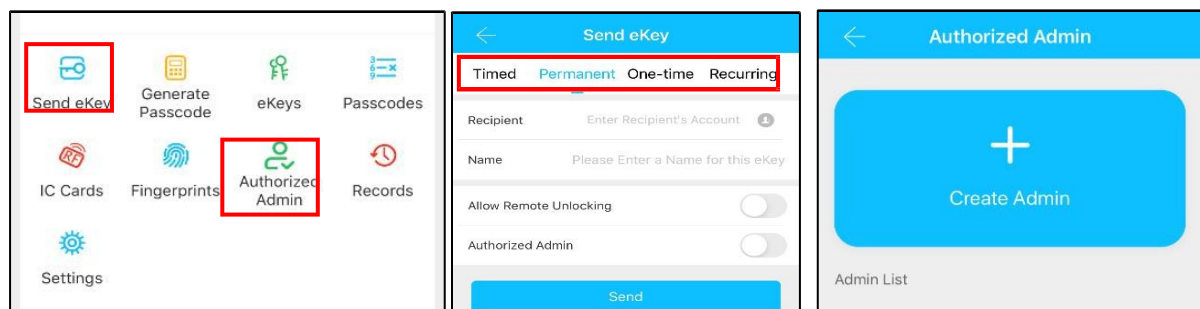 Send eKey
Generate
Passcode
eKeys
Passcodes
IC Cards
Fingerprints
Authorized
Admin
Records
Settings
Send eKey
Timed Permanent One-time Recurring
Recipient Enter Recipient's Account
Name Please Enter a Name for this eKey
Allow Remote Unlocking
Authorized Admin
Send
Authorized Admin
Create Admin
Admin List